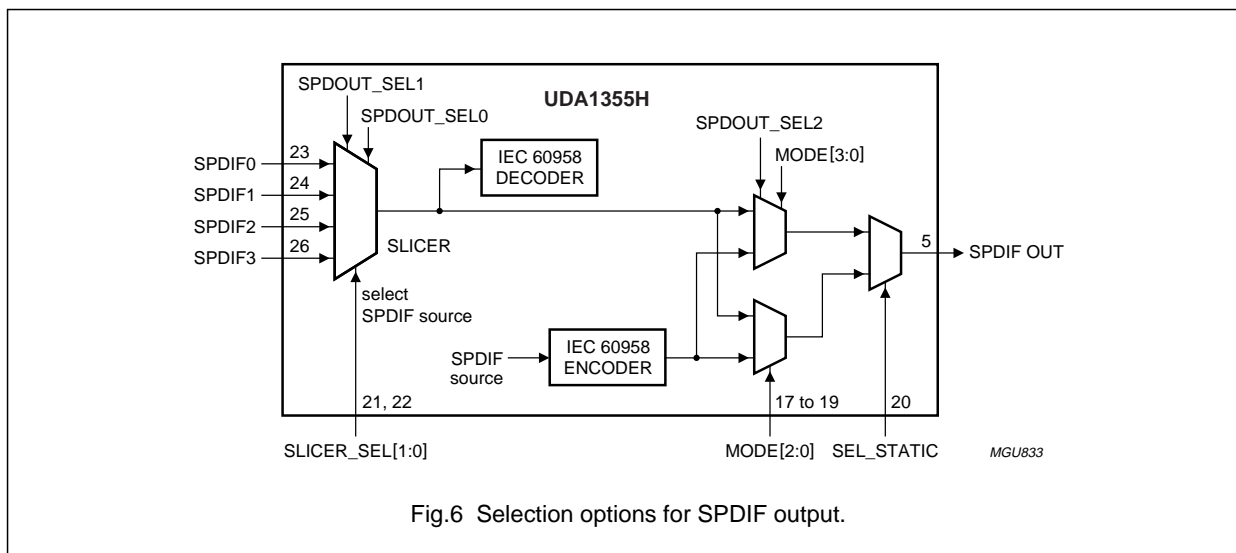 SPDOUT_SEL1
UDA1355H
SPDOUT_SEL0
SPDOUT_SEL2
MODE[3:0]
SPDIF0
23
IEC 60958
DECODER
SPDIF1
24
SPDIF2
25
SPDIF3
26
SLICER
5
SPDIF OUT
select
SPDIF source
SPDIF
source
IEC 60958
ENCODER
21, 22
17 to 19
20
SLICER_SEL[1:0]
MODE[2:0]
SEL_STATIC
MGU833
Fig.6 Selection options for SPDIF output.